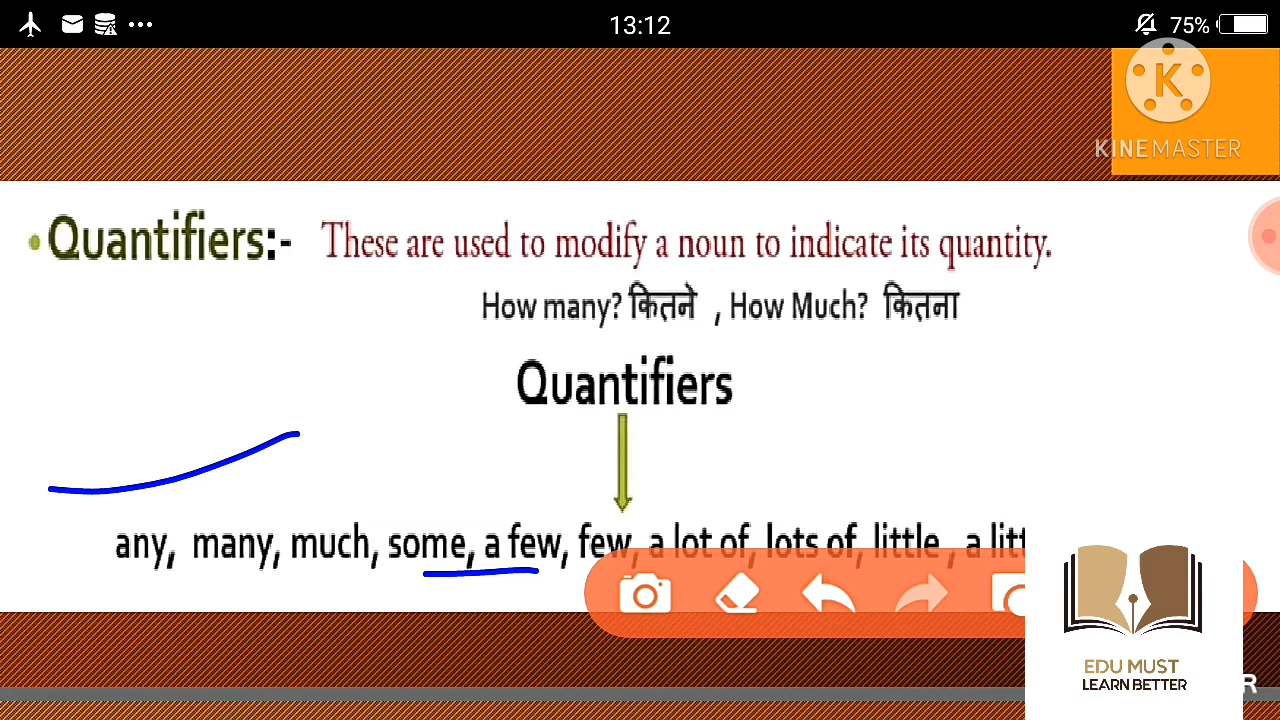 13:12
75%
K
KINEMASTER
• Quantifiers:- These are used to modify a noun to indicate its quantity.
How many? कितने , How Much? कितना
Quantifiers
any, many, much, some, a few, few, a lot of, lots of, little, a litt
EDU MUST
LEARN BETTER
R